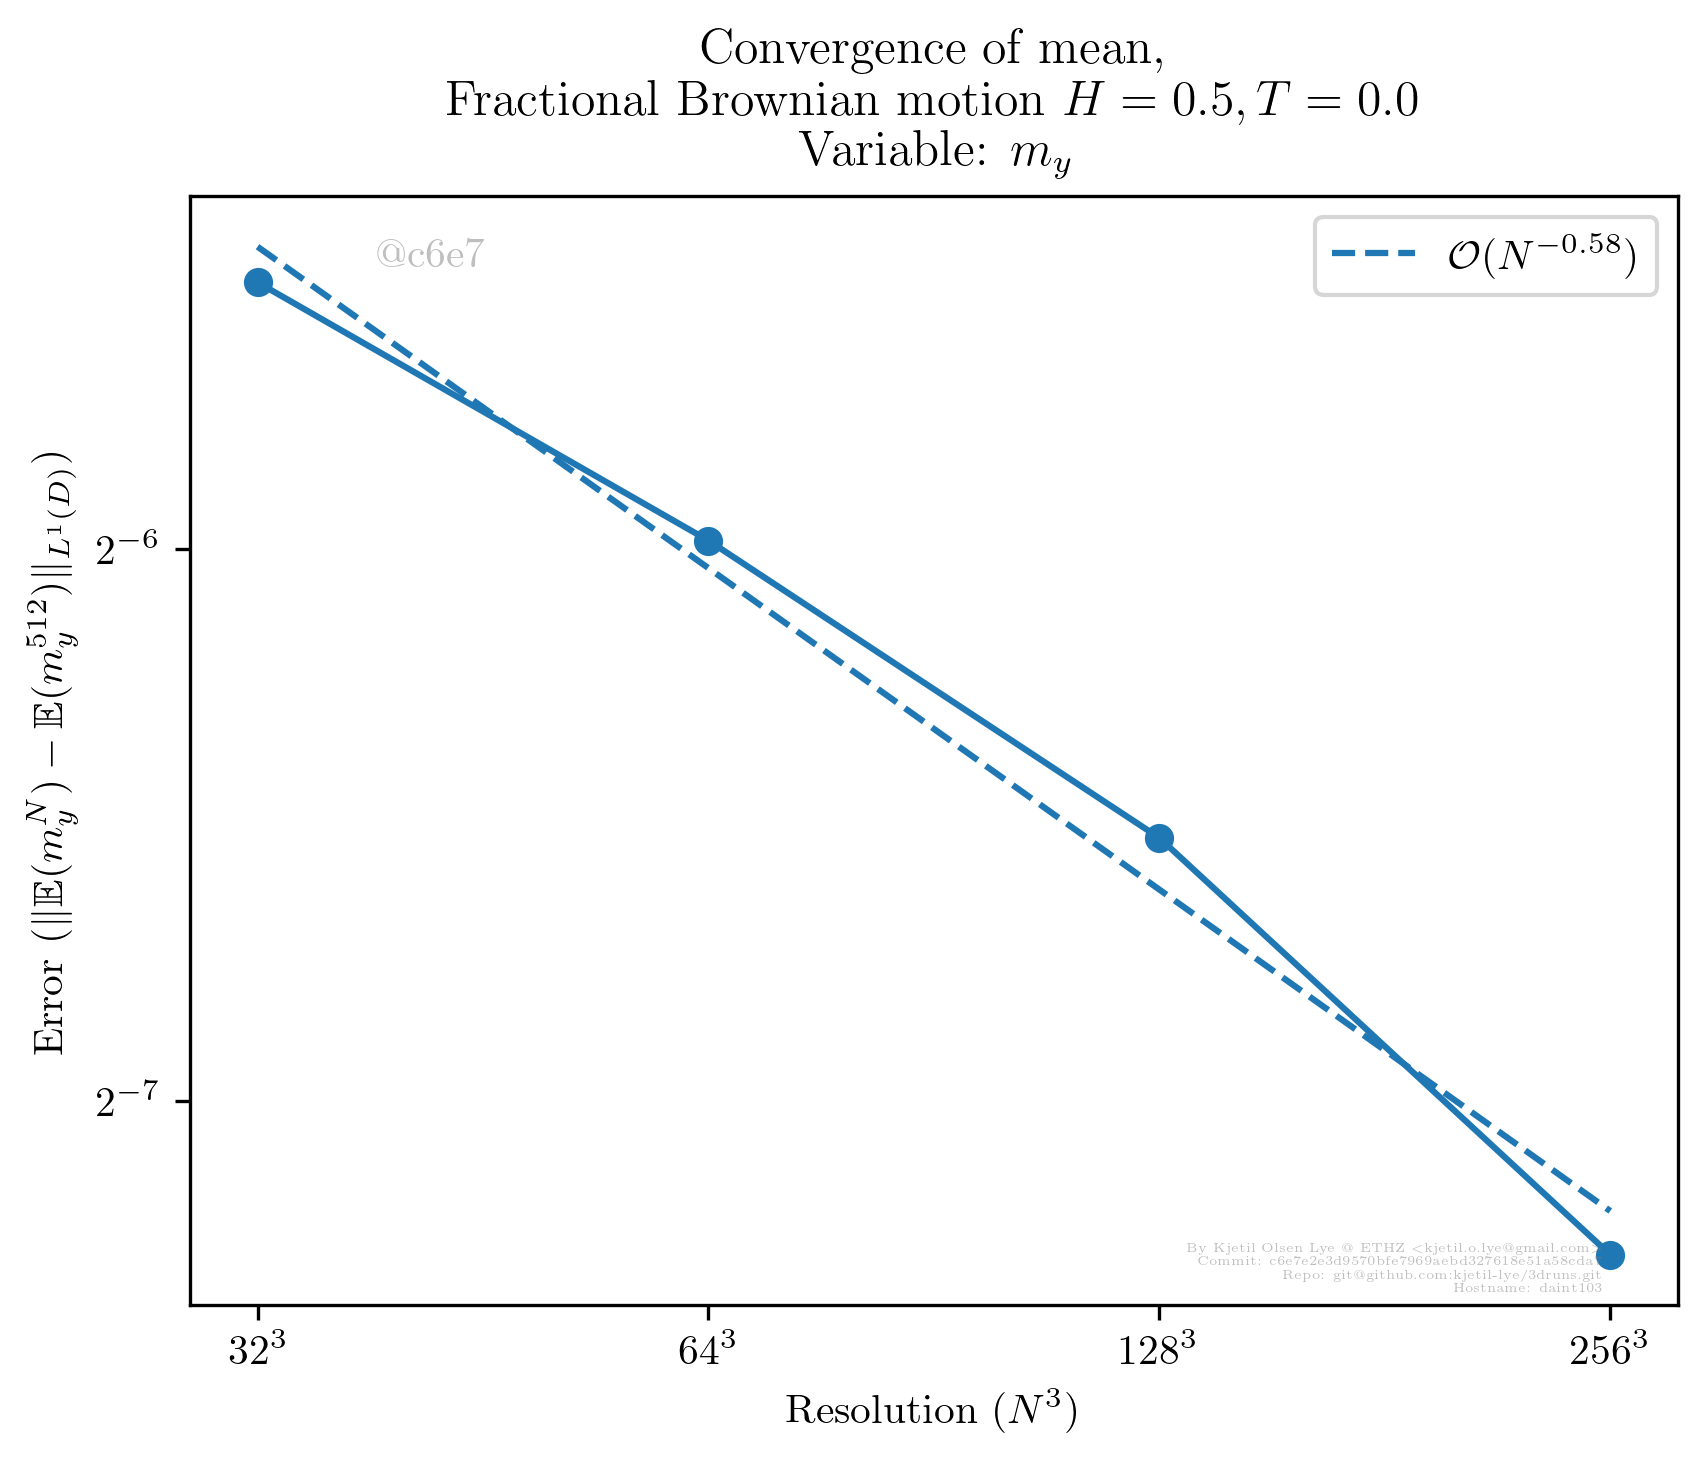 Convergence of mean,
Fractional Brownian motion H = 0.5, T = 0.0
Variable: m_y
@c6e7
O(N^{-0.58})
Error (||E(m_y^N) − E(m_y^{512})||_{L^1(D)})
2^{-6}
2^{-7}
By Kjetil Olsen Lye @ ETHZ <kjetil.o.lye@gmail.com>
Commit: c6e7e2e3d9570bfe7969aebd327618e51a58cda
Repo: git@github.com:kjetil-lye/3druns.git
Hostname: daint103
32^3
64^3
128^3
256^3
Resolution (N^3)